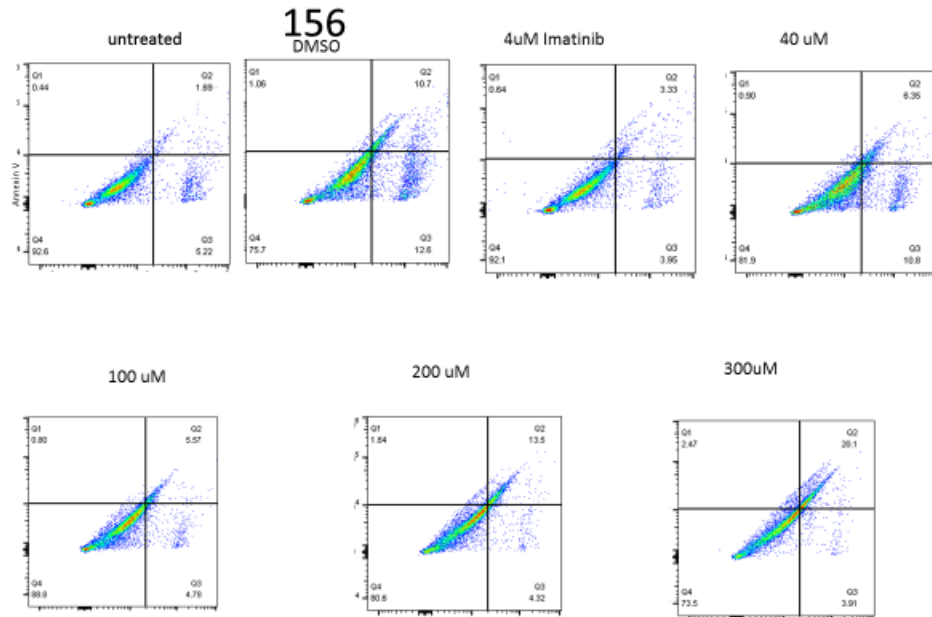 156
untreated
DMSO
4uM Imatinib
40 uM
Q1
0.44
Q2
1.69
Q1
1.06
Q2
10.7
Q1
0.64
Q2
3.33
Q1
0.90
Q2
6.35
Annexin V
Q4
92.6
Q3
5.22
Q4
75.7
Q3
12.6
Q4
92.1
Q3
3.95
Q4
81.9
Q3
10.8
100 uM
200 uM
300uM
Q1
0.80
Q2
5.57
Q1
1.64
Q2
13.5
Q1
2.47
Q2
20.1
Q4
88.8
Q3
4.78
Q4
80.6
Q3
4.32
Q4
73.5
Q3
3.91